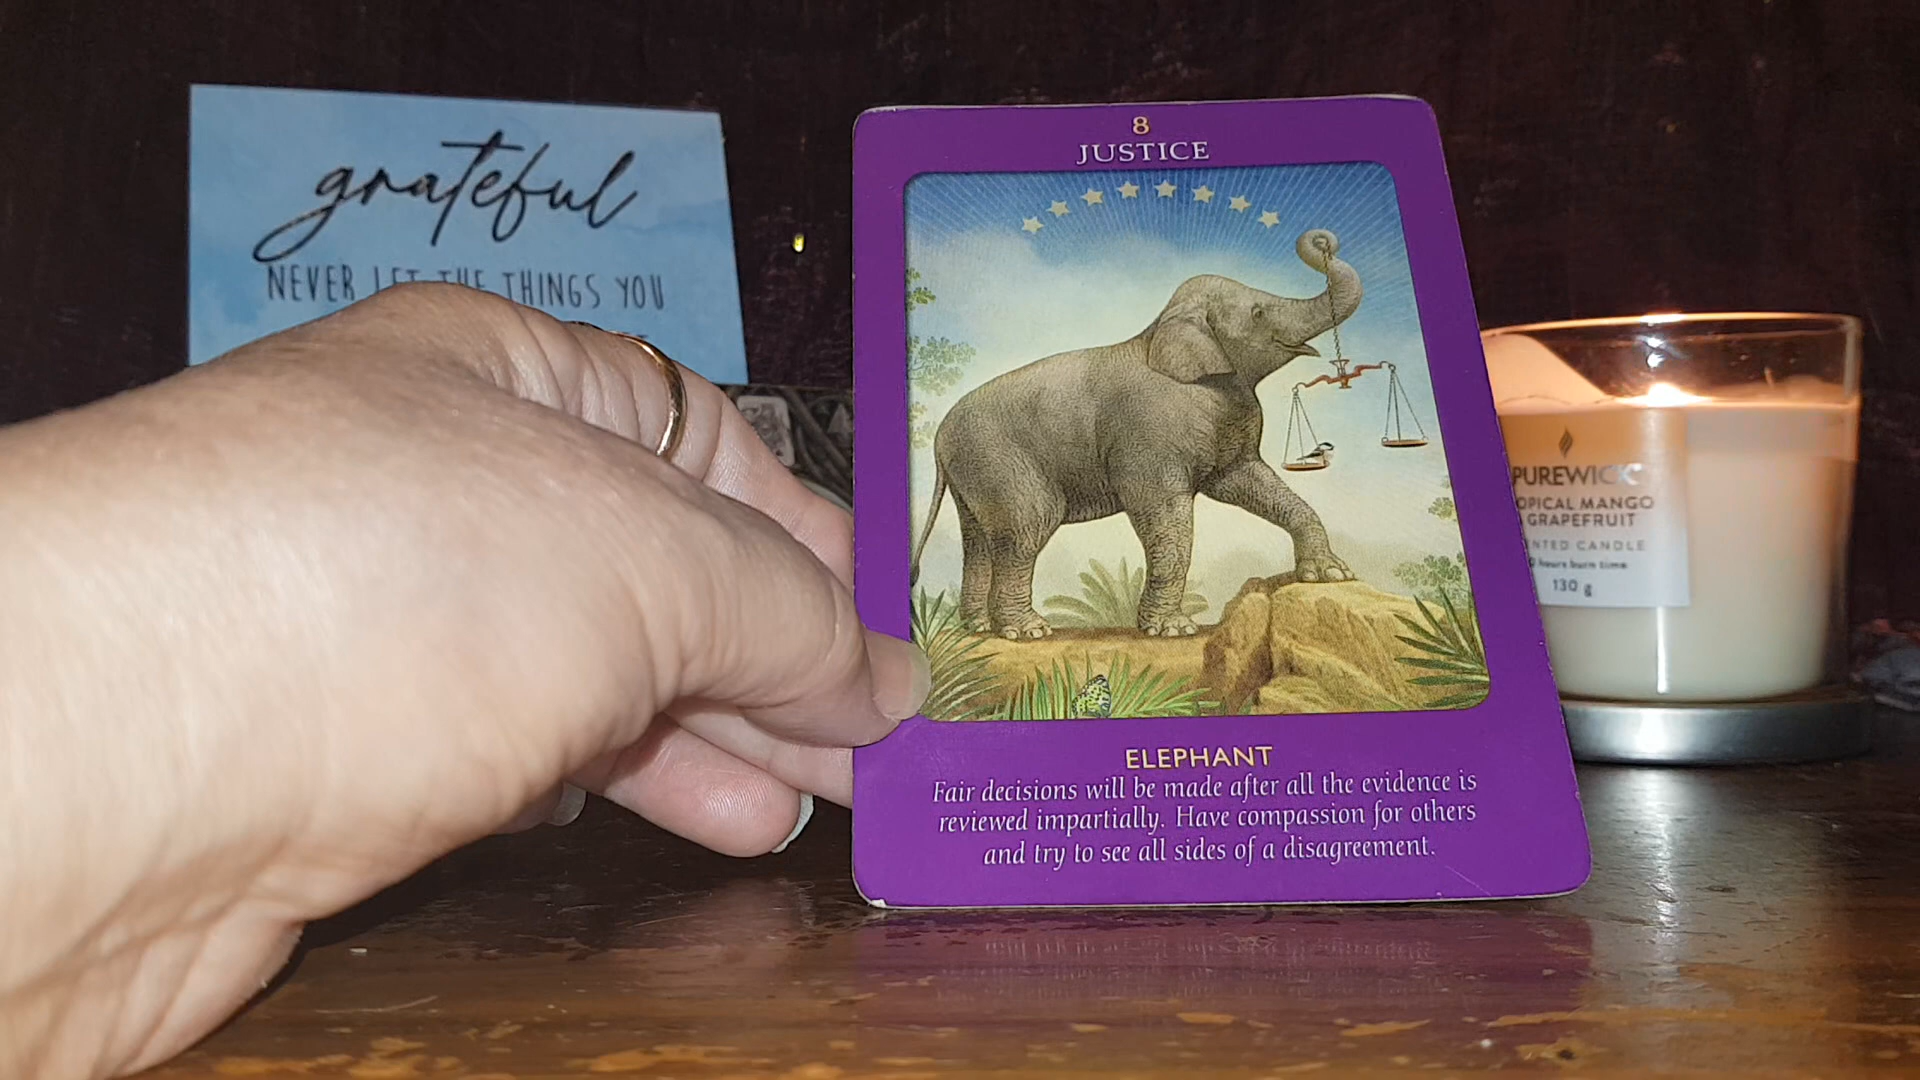 grateful
NEVER LET THE THINGS YOU
8
JUSTICE
ELEPHANT
Fair decisions will be made after all the evidence is
reviewed impartially. Have compassion for others
and try to see all sides of a disagreement.
PUREWICK
MANGO
GRAPEFRUIT
CANDLE
hours burn time
130 g